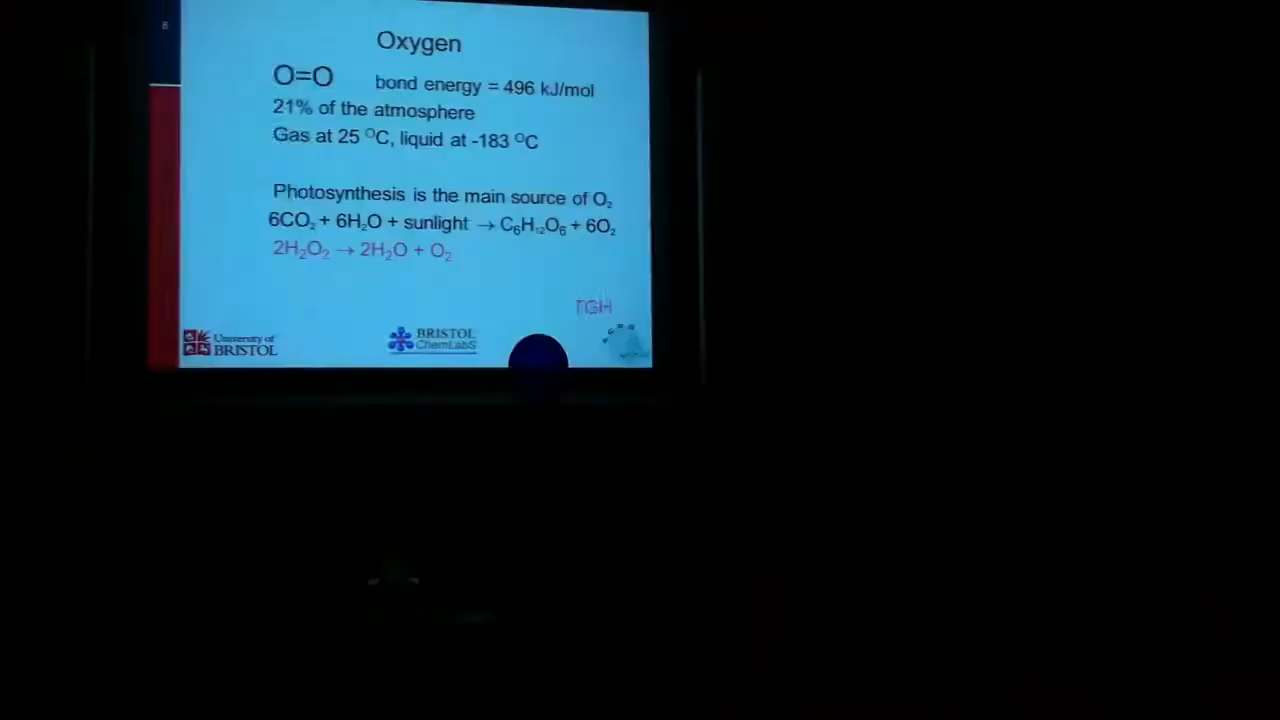 8
Oxygen
O=O bond energy = 496 kJ/mol
21% of the atmosphere
Gas at 25 ᴼC, liquid at -183 ᴼC
Photosynthesis is the main source of O₂
6CO₂ + 6H₂O + sunlight → C₆H₁₂O₆ + 6O₂
2H₂O₂ → 2H₂O + O₂
TGH
University of
BRISTOL
BRISTOL
ChemLabS